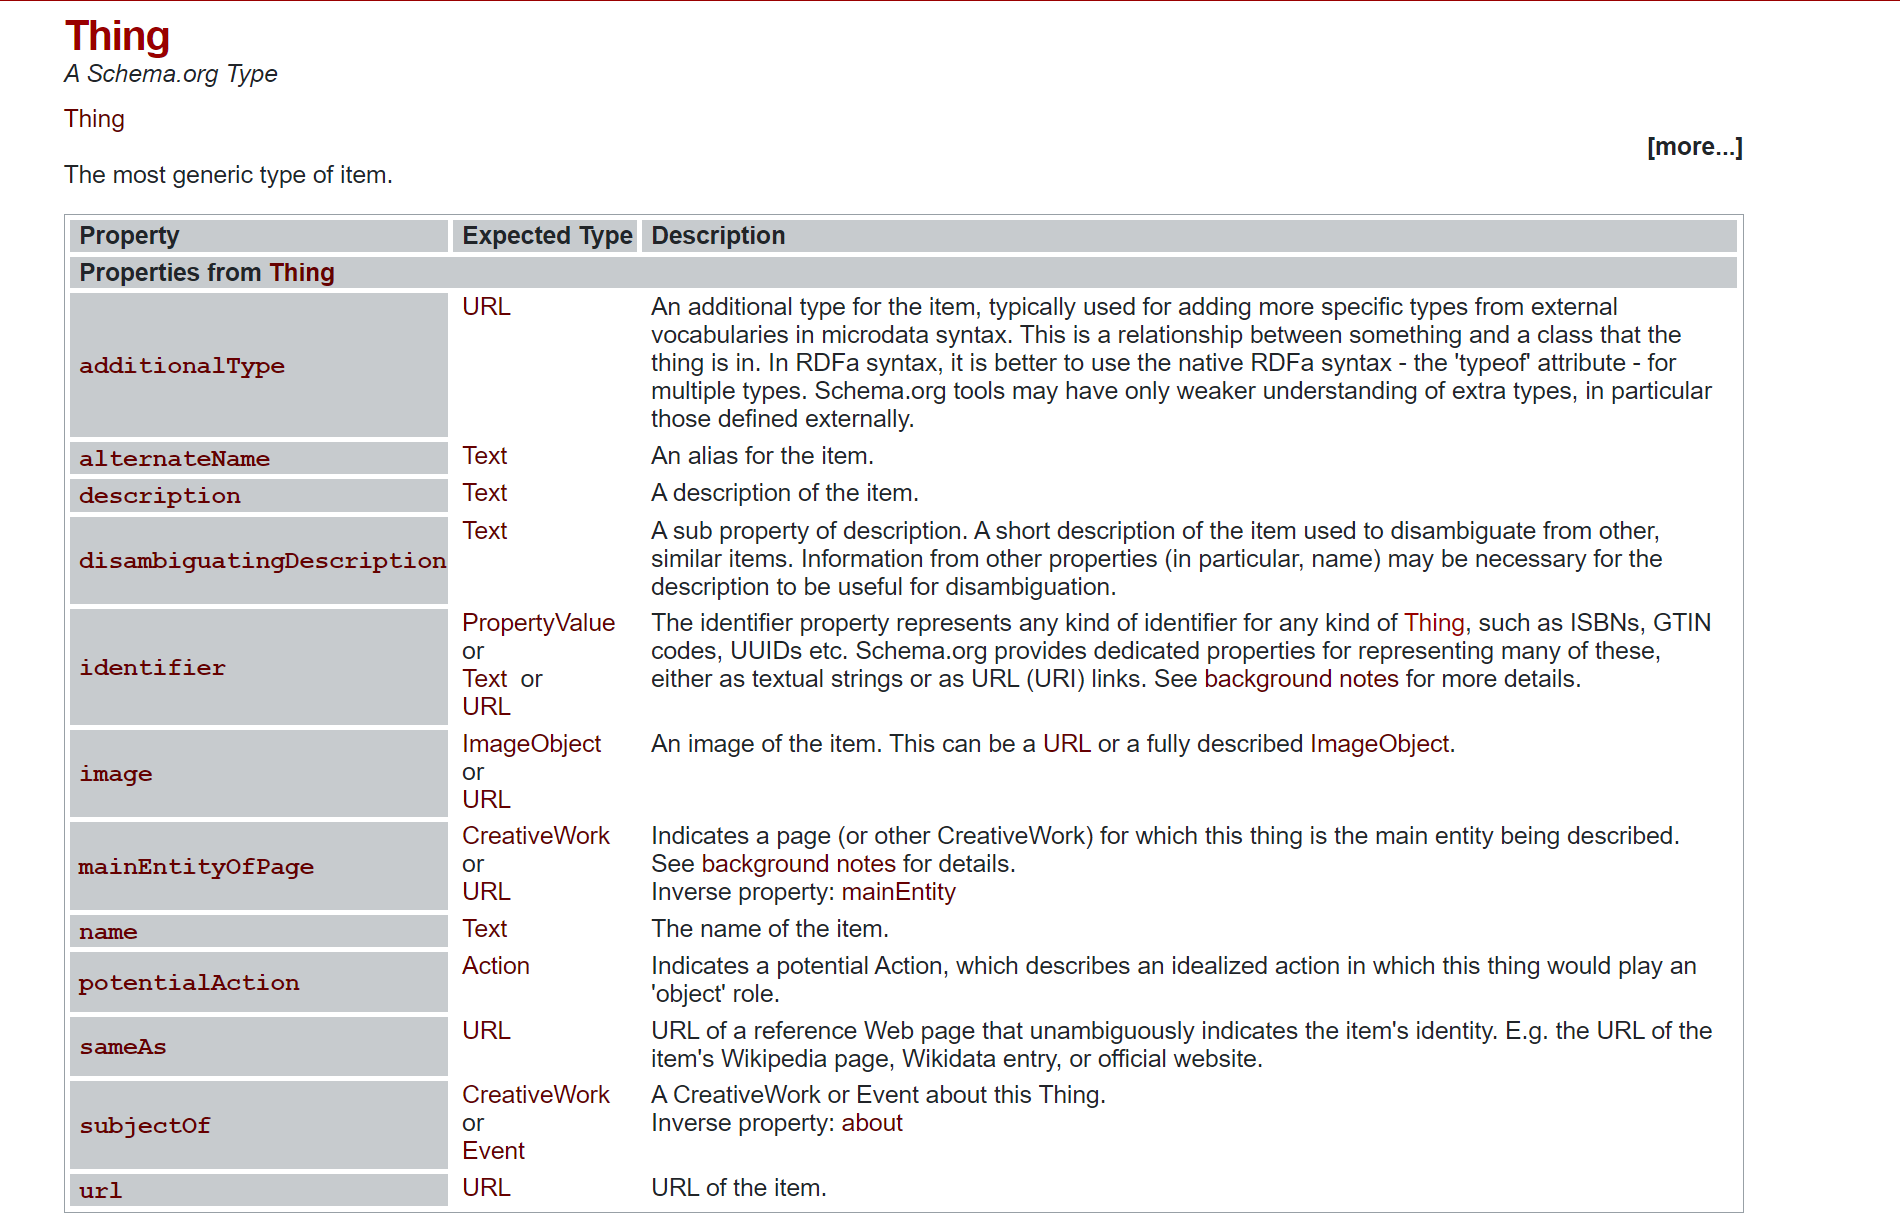 Thing
A Schema.org Type
Thing
[more...]
The most generic type of item.
Property Expected Type Description
Properties from Thing
additionalType URL An additional type for the item, typically used for adding more specific types from external
vocabularies in microdata syntax. This is a relationship between something and a class that the
thing is in. In RDFa syntax, it is better to use the native RDFa syntax - the 'typeof' attribute - for
multiple types. Schema.org tools may have only weaker understanding of extra types, in particular
those defined externally.
alternateName Text An alias for the item.
description Text A description of the item.
disambiguatingDescription Text A sub property of description. A short description of the item used to disambiguate from other,
similar items. Information from other properties (in particular, name) may be necessary for the
description to be useful for disambiguation.
identifier PropertyValue The identifier property represents any kind of identifier for any kind of Thing, such as ISBNs, GTIN
or codes, UUIDs etc. Schema.org provides dedicated properties for representing many of these,
Text or either as textual strings or as URL (URI) links. See background notes for more details.
URL
image ImageObject An image of the item. This can be a URL or a fully described ImageObject.
or
URL
mainEntityOfPage CreativeWork Indicates a page (or other CreativeWork) for which this thing is the main entity being described.
or See background notes for details.
URL Inverse property: mainEntity
name Text The name of the item.
potentialAction Action Indicates a potential Action, which describes an idealized action in which this thing would play an
'object' role.
sameAs URL URL of a reference Web page that unambiguously indicates the item's identity. E.g. the URL of the
item's Wikipedia page, Wikidata entry, or official website.
subjectOf CreativeWork A CreativeWork or Event about this Thing.
or Inverse property: about
Event
url URL URL of the item.